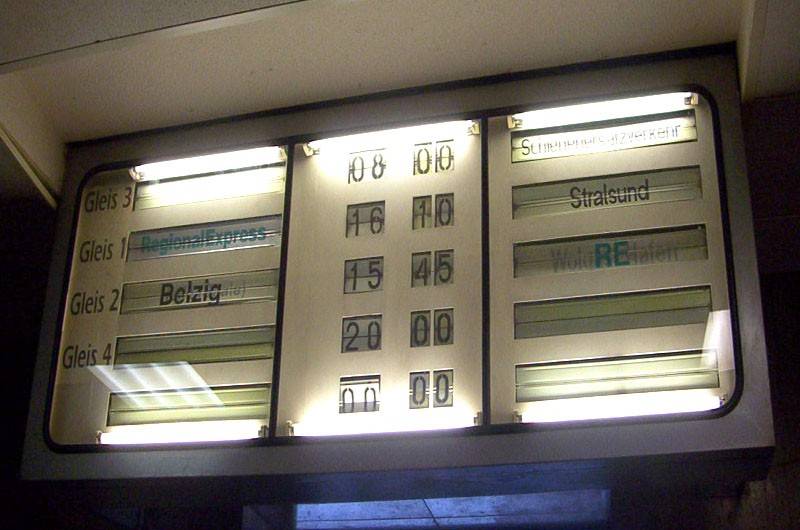 Gleis 3 08 00 Schienenersatzverkehr
Gleis 1 RegionalExpress 16 10 Stralsund
Gleis 2 Belzig 15 45 RE
Gleis 4 20 00
00 00